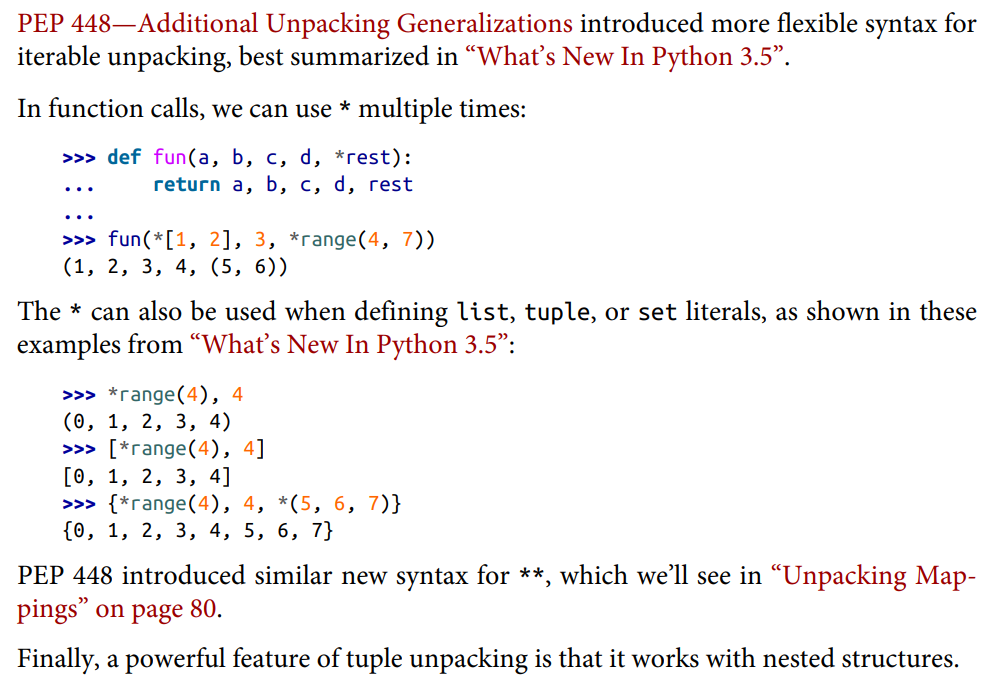 PEP 448—Additional Unpacking Generalizations introduced more flexible syntax for
iterable unpacking, best summarized in “What’s New In Python 3.5”.
In function calls, we can use * multiple times:
>>> def fun(a, b, c, d, *rest):
...     return a, b, c, d, rest
...
>>> fun(*[1, 2], 3, *range(4, 7))
(1, 2, 3, 4, (5, 6))
The * can also be used when defining list, tuple, or set literals, as shown in these
examples from “What’s New In Python 3.5”:
>>> *range(4), 4
(0, 1, 2, 3, 4)
>>> [*range(4), 4]
[0, 1, 2, 3, 4]
>>> {*range(4), 4, *(5, 6, 7)}
{0, 1, 2, 3, 4, 5, 6, 7}
PEP 448 introduced similar new syntax for **, which we’ll see in “Unpacking Map-
pings” on page 80.
Finally, a powerful feature of tuple unpacking is that it works with nested structures.